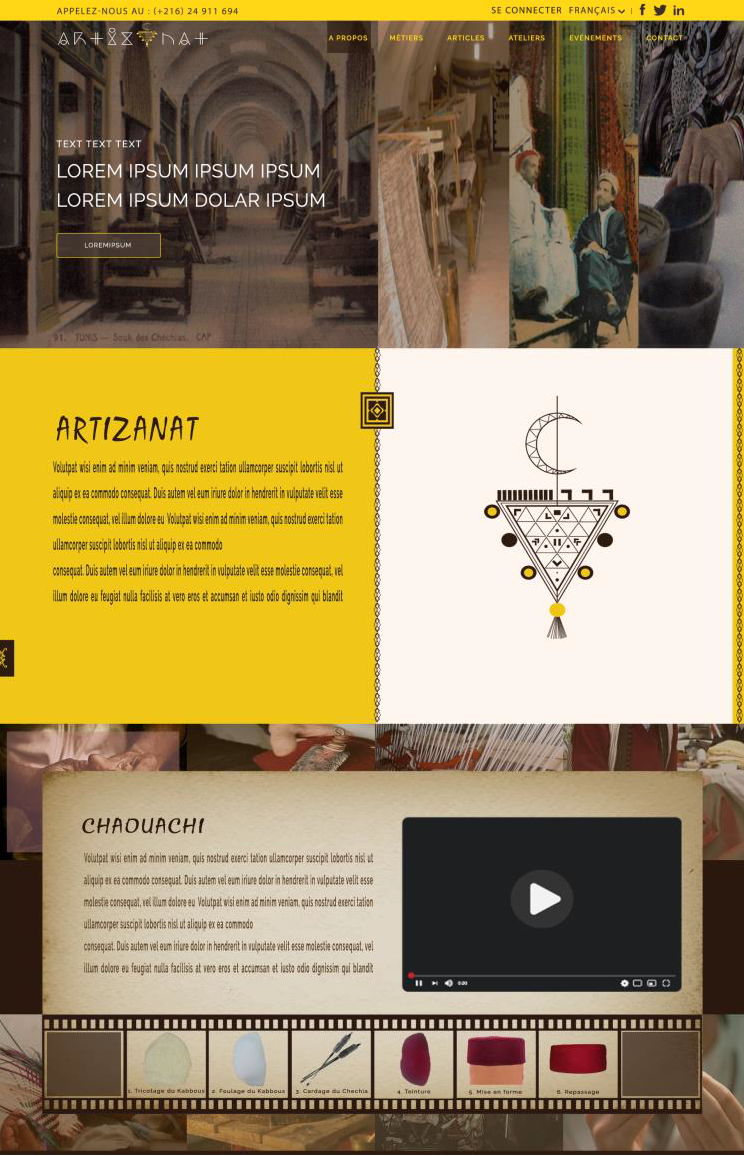 APPELEZ-NOUS AU : (+216) 24 911 694
SE CONNECTER FRANÇAIS
ARTIZANAT
A PROPOS MÉTIERS ARTICLES ATELIERS EVÉNEMENTS CONTACT
TEXT TEXT TEXT
LOREM IPSUM IPSUM IPSUM
LOREM IPSUM DOLAR IPSUM
LOREMIPSUM
91. TUNIS — Souk des Chéchias. CAP
ARTIZANAT
Volutpat wisi enim ad minim veniam, quis nostrud exerci tation ullamcorper suscipit lobortis nisl ut
aliquip ex ea commodo consequat. Duis autem vel eum iriure dolor in hendrerit in vulputate velit esse
molestie consequat, vel illum dolore eu Volutpat wisi enim ad minim veniam, quis nostrud exerci tation
ullamcorper suscipit lobortis nisl ut aliquip ex ea commodo
consequat. Duis autem vel eum iriure dolor in hendrerit in vulputate velit esse molestie consequat, vel
illum dolore eu feugiat nulla facilisis at vero eros et accumsan et iusto odio dignissim qui blandit
CHAOUACHI
Volutpat wisi enim ad minim veniam, quis nostrud exerci tation ullamcorper suscipit lobortis nisl ut
aliquip ex ea commodo consequat. Duis autem vel eum iriure dolor in hendrerit in vulputate velit esse
molestie consequat, vel illum dolore eu Volutpat wisi enim ad minim veniam, quis nostrud exerci tation
ullamcorper suscipit lobortis nisl ut aliquip ex ea commodo
consequat. Duis autem vel eum iriure dolor in hendrerit in vulputate velit esse molestie consequat, vel
illum dolore eu feugiat nulla facilisis at vero eros et accumsan et iusto odio dignissim qui blandit
0:00
1. Tricotage du Kabbous 2. Foulage du Kabbous 3. Cardage du Chechia 4. Teinture 5. Mise en forme 6. Repassage